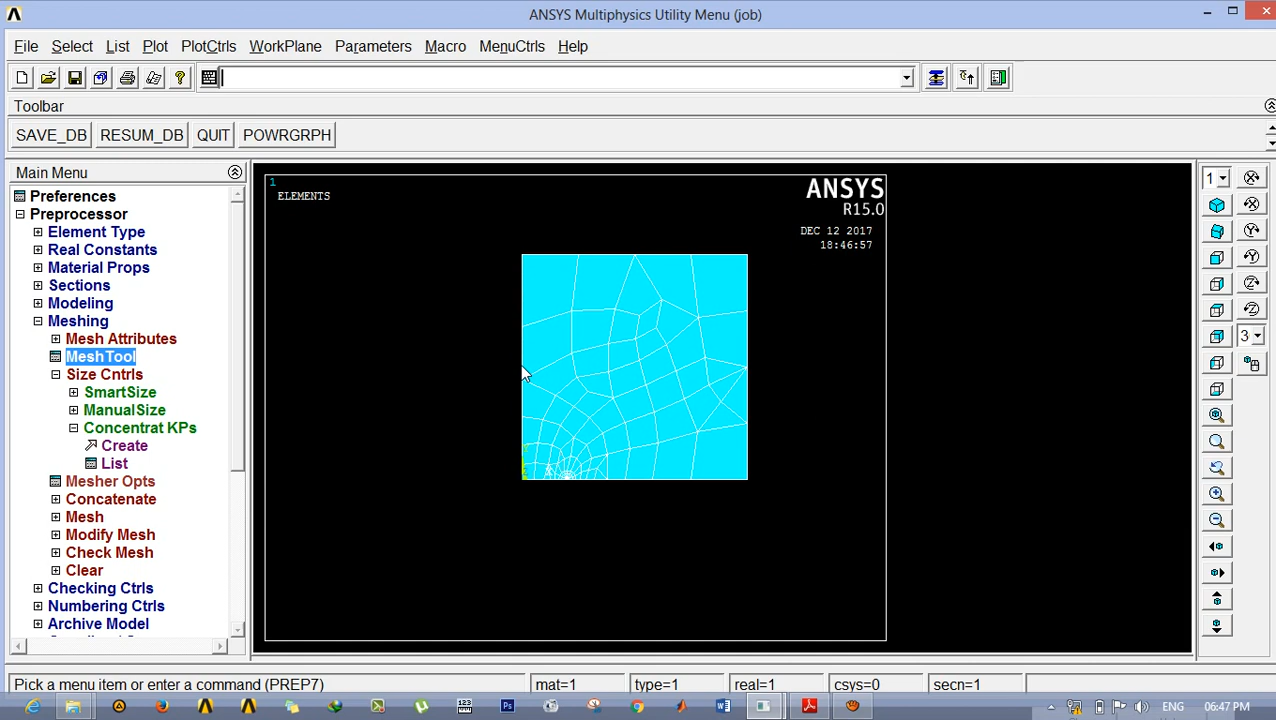 ANSYS Multiphysics Utility Menu (job)
File Select List Plot PlotCtrls WorkPlane Parameters Macro MenuCtrls Help
Toolbar
SAVE_DB RESUM_DB QUIT POWRGRPH
Main Menu
Preferences
Preprocessor
Element Type
Real Constants
Material Props
Sections
Modeling
Meshing
Mesh Attributes
MeshTool
Size Cntrls
SmartSize
ManualSize
Concentrat KPs
Create
List
Mesher Opts
Concatenate
Mesh
Modify Mesh
Check Mesh
Clear
Checking Ctrls
Numbering Ctrls
Archive Model
1
ELEMENTS
ANSYS
R15.0
DEC 12 2017
18:46:57
1
3
Pick a menu item or enter a command (PREP7) mat=1 type=1 real=1 csys=0 secn=1
123
Ps
ENG 06:47 PM